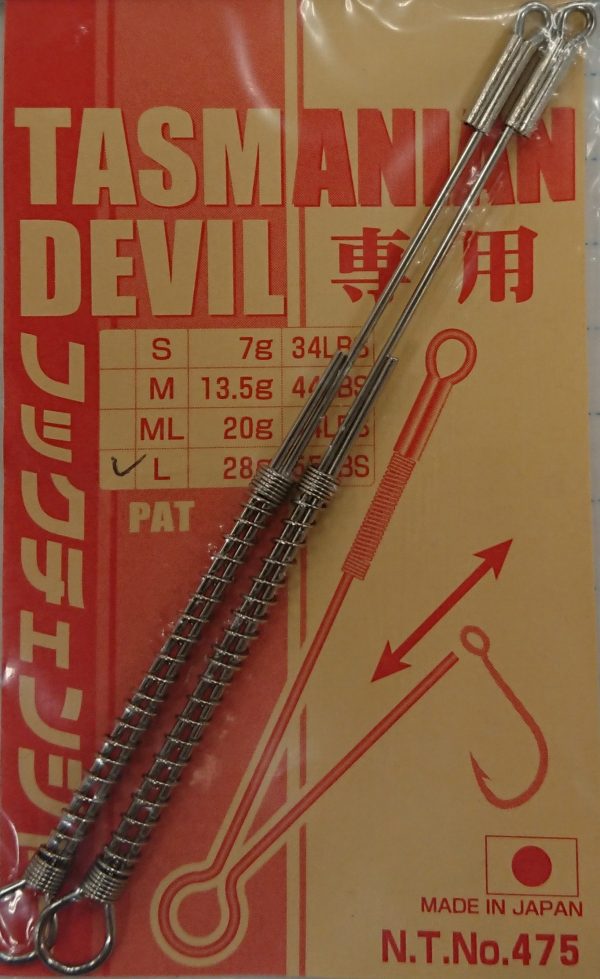 TASMANIAN
DEVIL 専用
フックチェンジ
S 7g 34LBS
M 13.5g
ML 20g
L 28g
PAT
MADE IN JAPAN
N.T.No.475